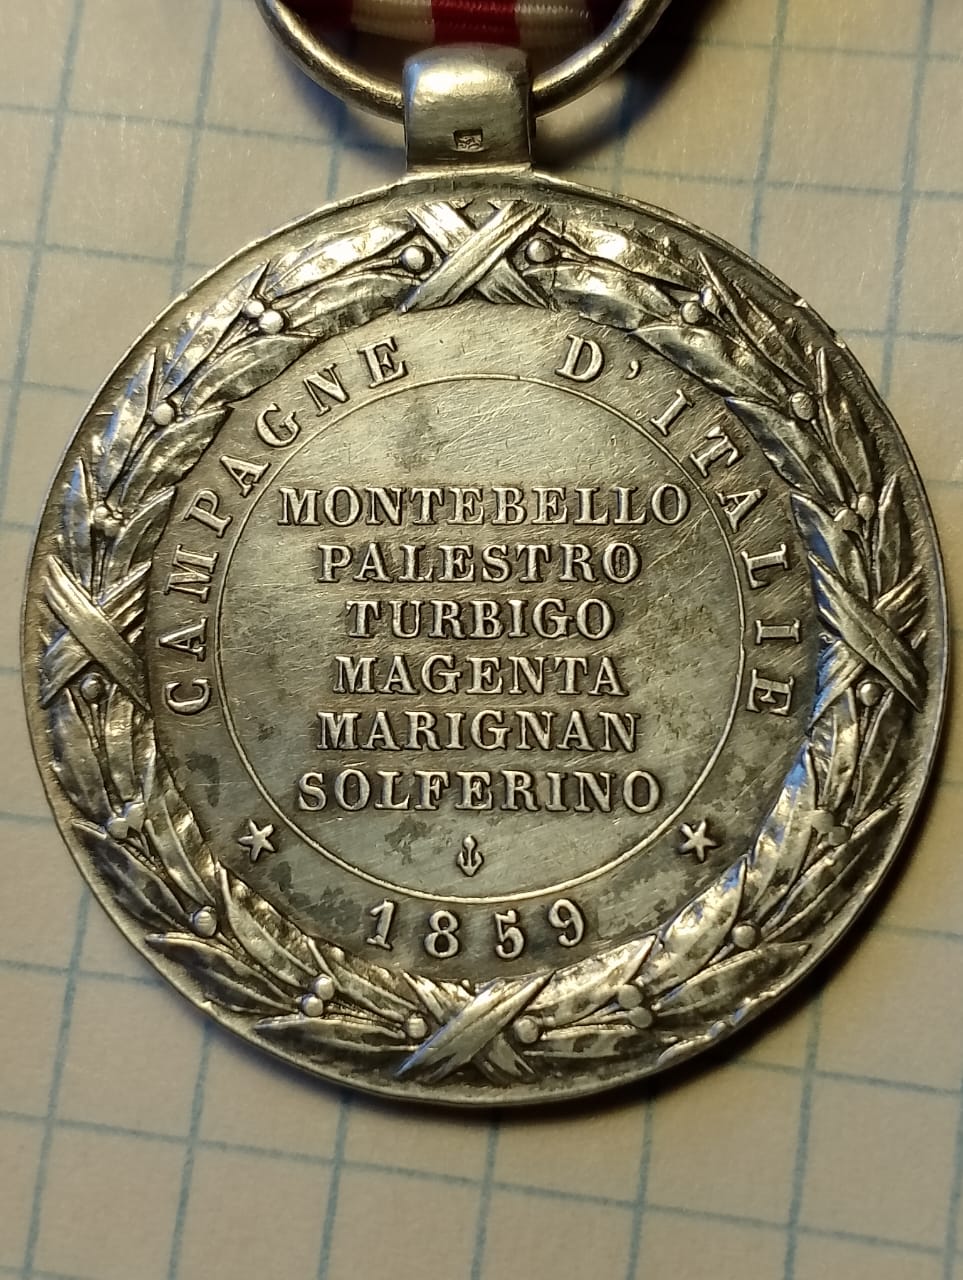 CAMPAGNE D'ITALIE
MONTEBELLO
PALESTRO
TURBIGO
MAGENTA
MARIGNAN
SOLFERINO
1859